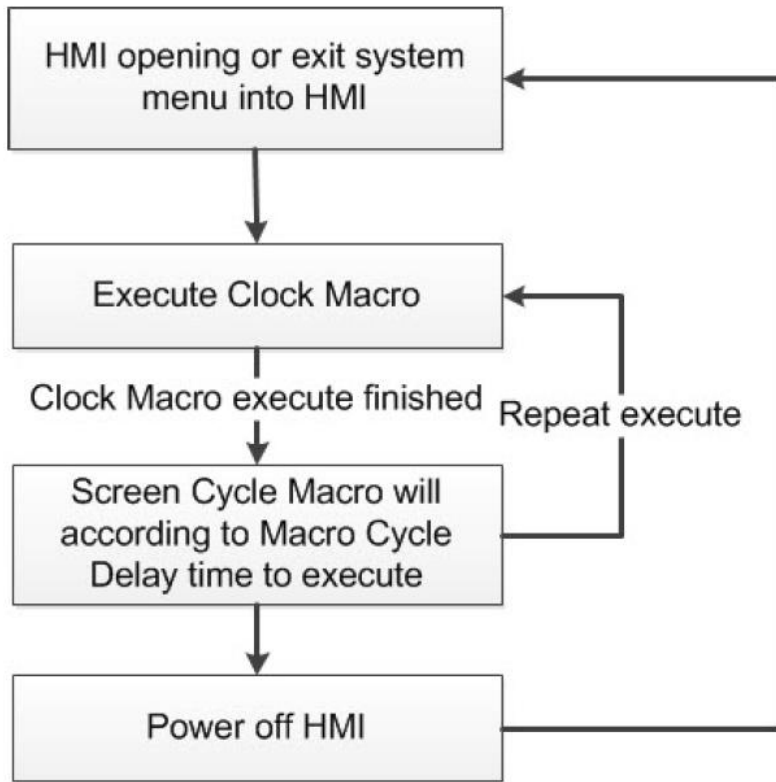 HMI opening or exit system
menu into HMI
Execute Clock Macro
Clock Macro execute finished
Repeat execute
Screen Cycle Macro will
according to Macro Cycle
Delay time to execute
Power off HMI